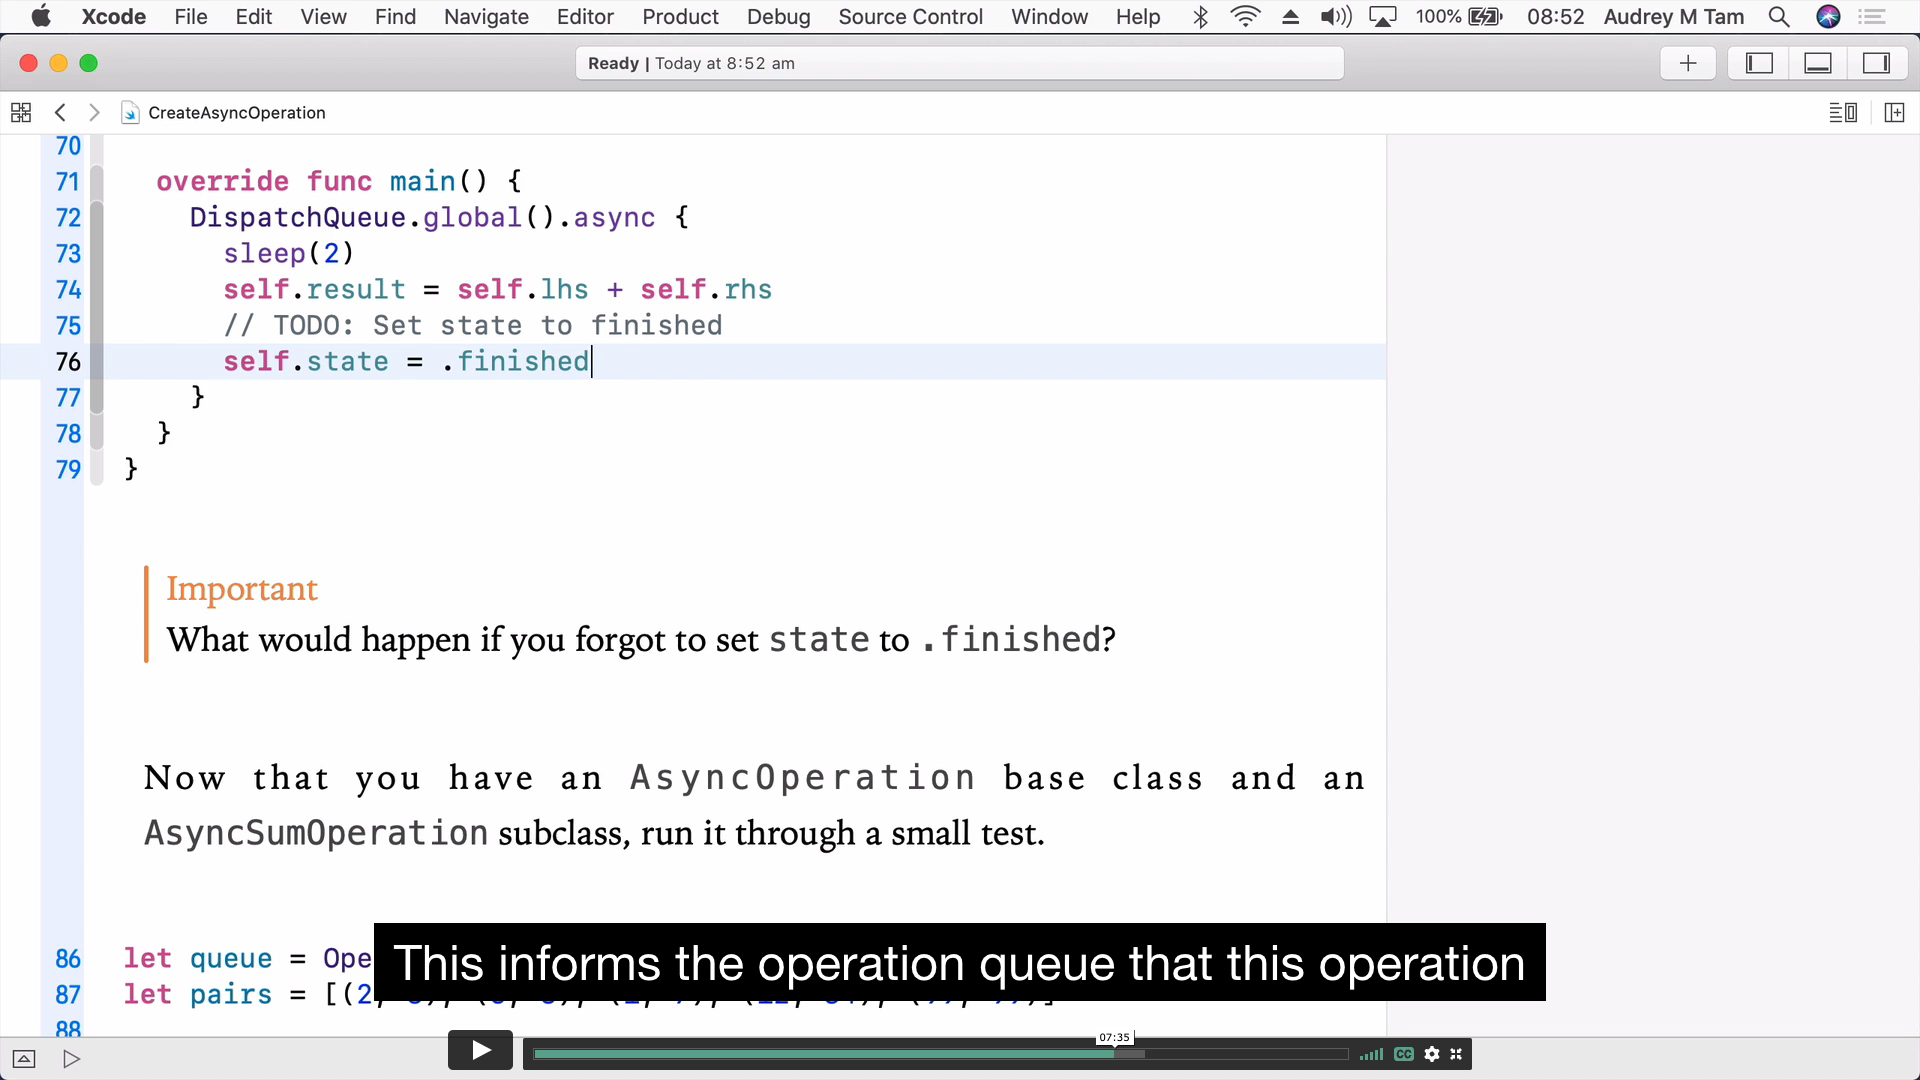 Xcode File Edit View Find Navigate Editor Product Debug Source Control Window Help 100% 08:52 Audrey M Tam
Ready | Today at 8:52 am
CreateAsyncOperation
70
71 override func main() {
72 DispatchQueue.global().async {
73 sleep(2)
74 self.result = self.lhs + self.rhs
75 // TODO: Set state to finished
76 self.state = .finished
77 }
78 }
79 }
Important
What would happen if you forgot to set state to .finished?
Now that you have an AsyncOperation base class and an
AsyncSumOperation subclass, run it through a small test.
86 let queue = Ope
This informs the operation queue that this operation
87 let pairs = [(2,
88
07:35
CC